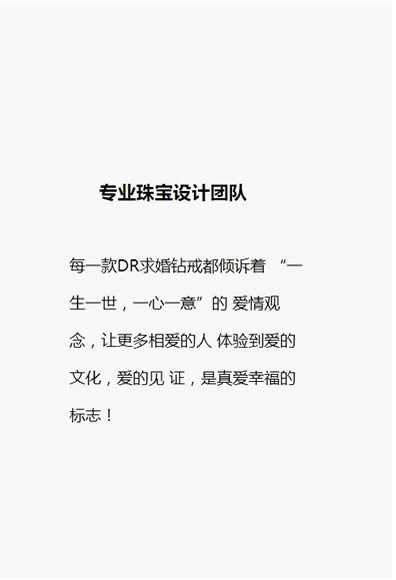 专业珠宝设计团队
每一款DR求婚钻戒都倾诉着 “一
生一世，一心一意”的 爱情观
念，让更多相爱的人 体验到爱的
文化，爱的见 证，是真爱幸福的
标志！